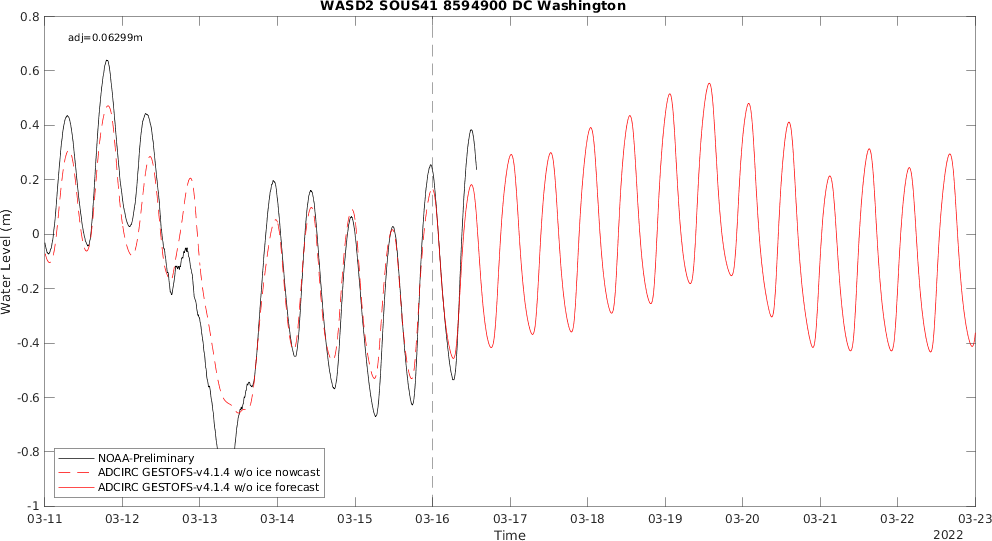 WASD2 SOUS41 8594900 DC Washington
0.8
adj=0.06299m
0.6
0.4
0.2
0
-0.2
-0.4
-0.6
-0.8
-1
Water Level (m)
NOAA-Preliminary
ADCIRC GESTOFS-v4.1.4 w/o ice nowcast
ADCIRC GESTOFS-v4.1.4 w/o ice forecast
03-11 03-12 03-13 03-14 03-15 03-16 03-17 03-18 03-19 03-20 03-21 03-22 03-23
Time
2022